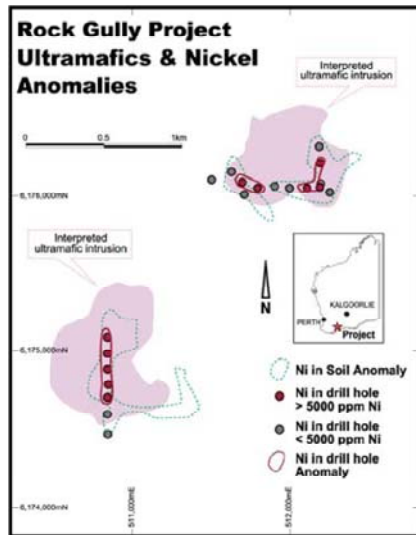 Rock Gully Project
Ultramafics & Nickel
Anomalies
Interpreted
ultramafic intrusion
0
0.5
1km
6,176,000mN
Interpreted
ultramafic intrusion
N
KALGOORLIE
PERTH
Project
6,175,000mN
Ni in Soil Anomaly
Ni in drill hole
> 5000 ppm Ni
Ni in drill hole
< 5000 ppm Ni
Ni in drill hole
Anomaly
6,174,000mN
511,000mE
512,000mE